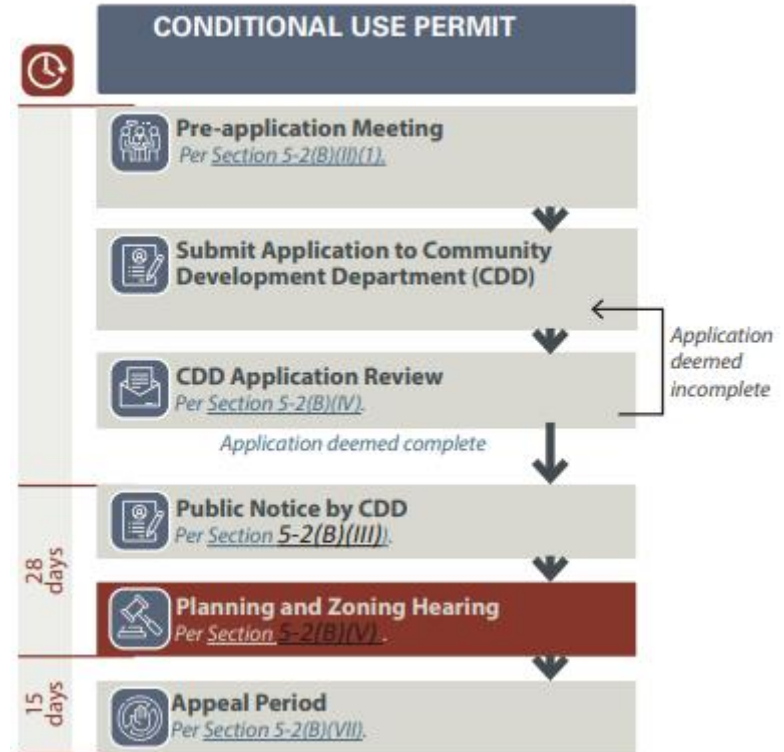 CONDITIONAL USE PERMIT
Pre-application Meeting
Per Section 5-2(B)(II)(1).
Submit Application to Community
Development Department (CDD)
Application
deemed
incomplete
CDD Application Review
Per Section 5-2(B)(IV).
Application deemed complete
28
days
Public Notice by CDD
Per Section 5-2(B)(III)).
Planning and Zoning Hearing
Per Section 5-2(B)(V) .
15
days
Appeal Period
Per Section 5-2(B)(VII).